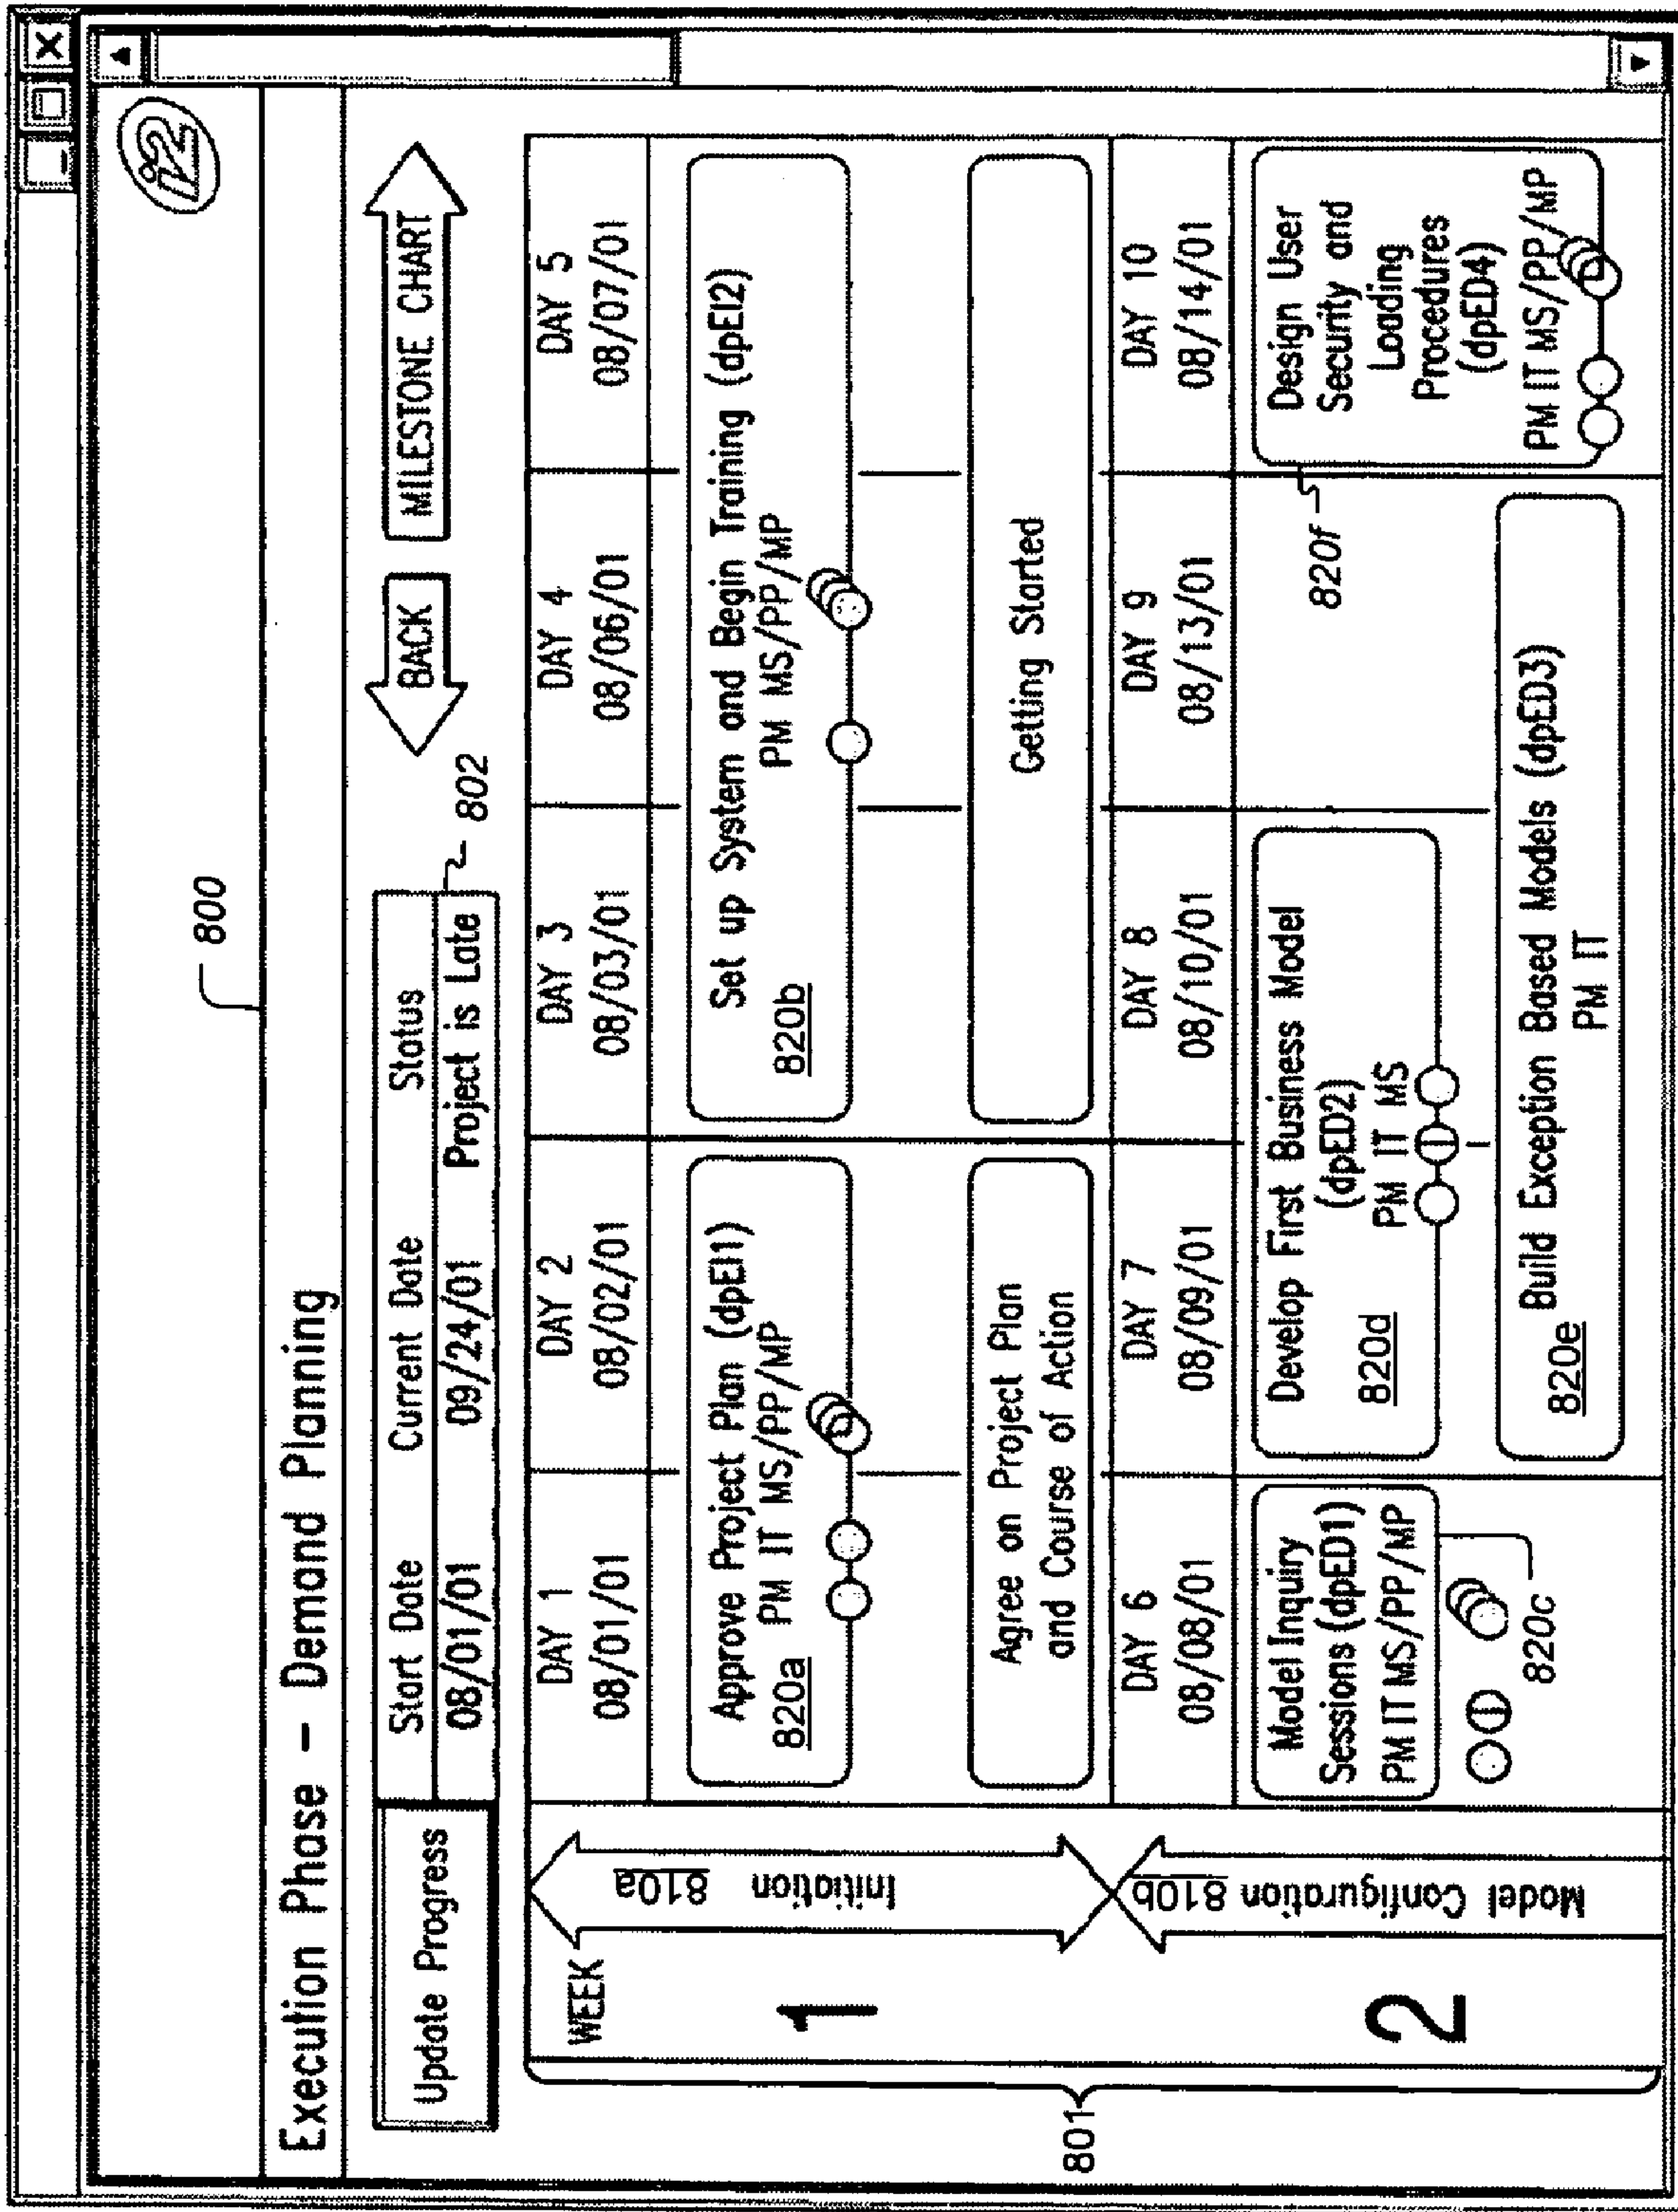 i2
800
Execution Phase - Demand Planning
Update Progress
Start Date Current Date Status
08/01/01 09/24/01 Project is Late
802
BACK
MILESTONE CHART
801
WEEK
1
Initiation 810a
DAY 1 DAY 2 DAY 3 DAY 4 DAY 5
08/01/01 08/02/01 08/03/01 08/06/01 08/07/01
Approve Project Plan (dpEI1)
PM IT MS/PP/MP
820a
Set up System and Begin Training (dpEI2)
PM MS/PP/MP
820b
Agree on Project Plan
and Course of Action
Getting Started
2
Model Configuration 810b
DAY 6 DAY 7 DAY 8 DAY 9 DAY 10
08/08/01 08/09/01 08/10/01 08/13/01 08/14/01
Model Inquiry
Sessions (dpED1)
PM IT MS/PP/MP
820c
Develop First Business Model
(dpED2)
820d
PM IT MS
820f
Design User
Security and
Loading
Procedures
(dpED4)
PM IT MS/PP/MP
Build Exception Based Models (dpED3)
820e
PM IT